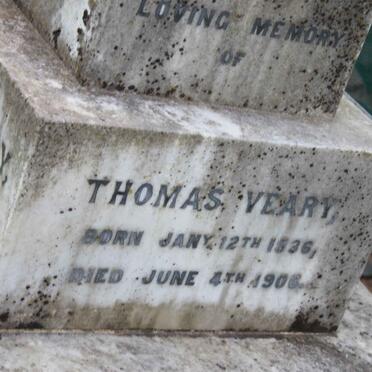 LOVING MEMORY
OF
THOMAS VEARY,
BORN JANY. 12TH 1836,
DIED JUNE 4TH 1908.